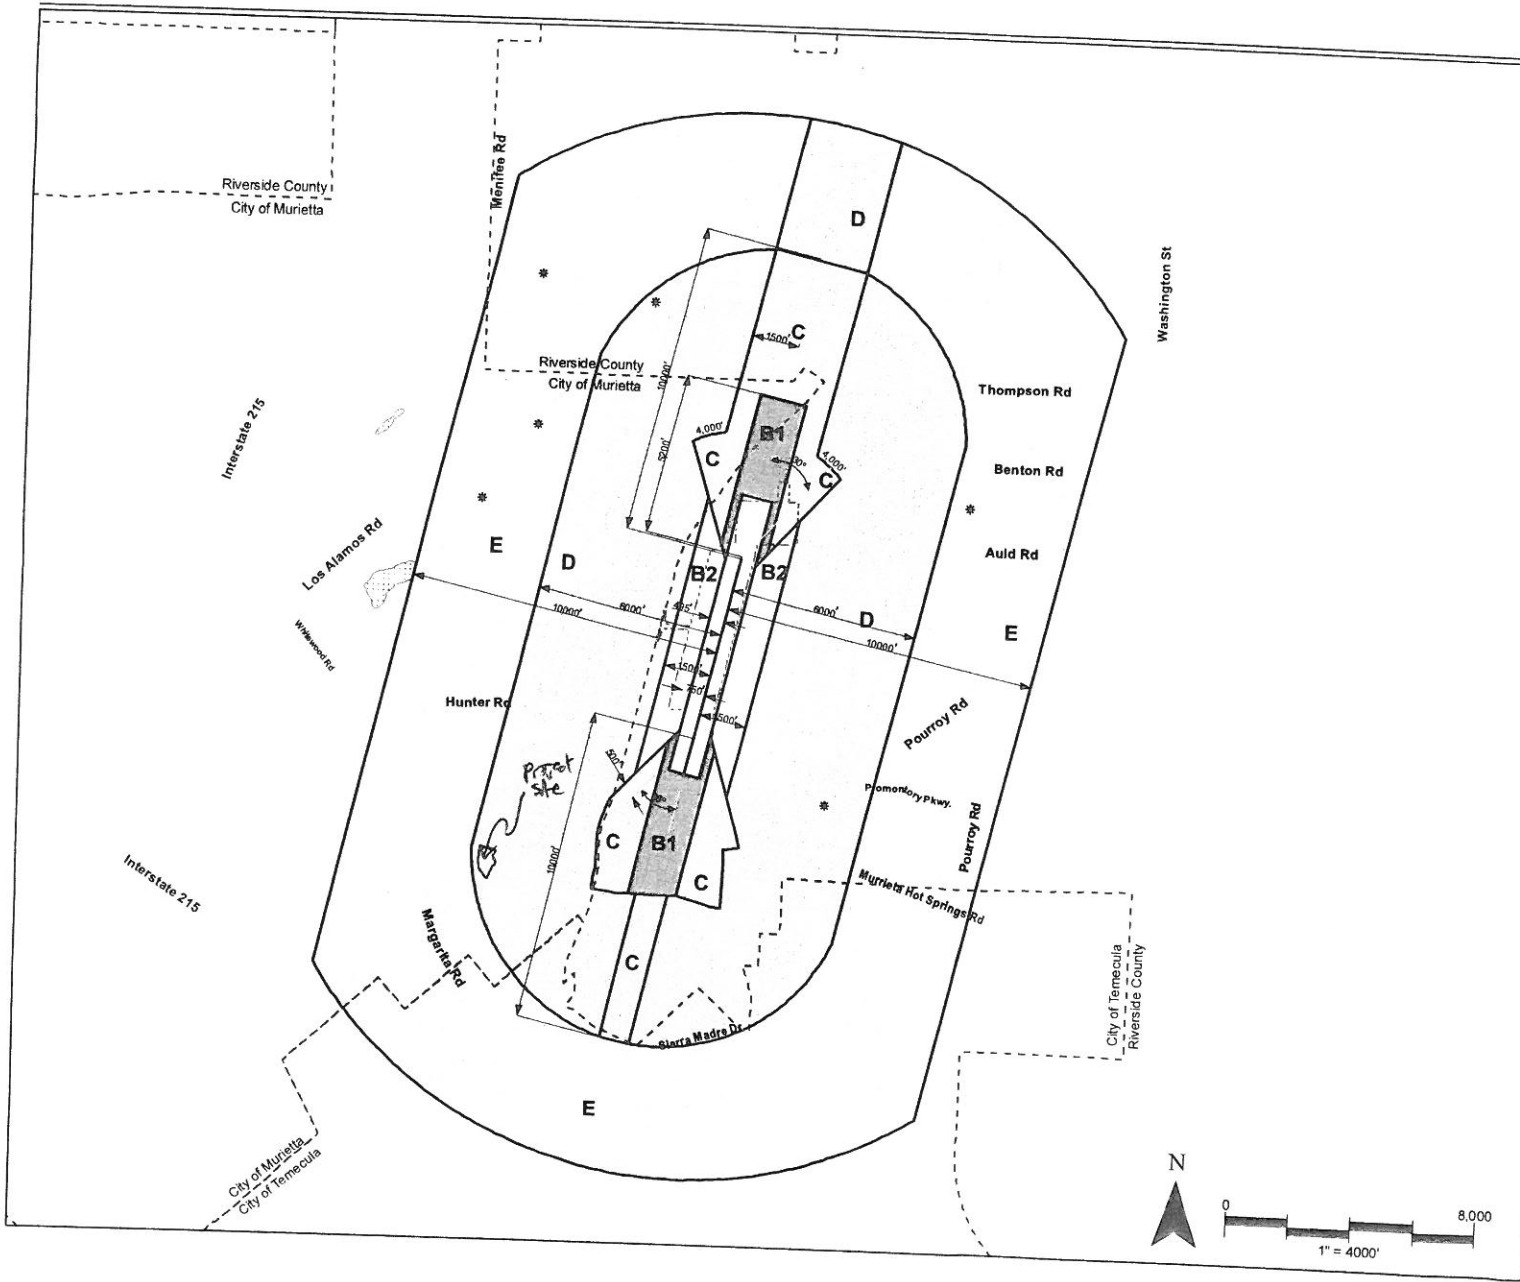 Menifee Rd
Riverside County
City of Murietta
D
Washington St
C
1500'
10000'
Riverside County
City of Murietta
Thompson Rd
Interstate 215
5200'
4,000'
B1
30°
4,000'
C
C
Benton Rd
Los Alamos Rd
E
D
B2
B2
Auld Rd
10000'
6000'
6000'
D
10000'
E
Whitewood Rd
1500'
750'
1500'
Hunter Rd
Pourroy Rd
Project
site
5000'
Promontory Pkwy.
Pourroy Rd
10000'
C
B1
C
Interstate 215
Murrieta Hot Springs Rd
Margarita Rd
C
City of Temecula
Riverside County
Sierra Madre Dr.
E
City of Murietta
City of Temecula
N
0
8,000
1" = 4000'